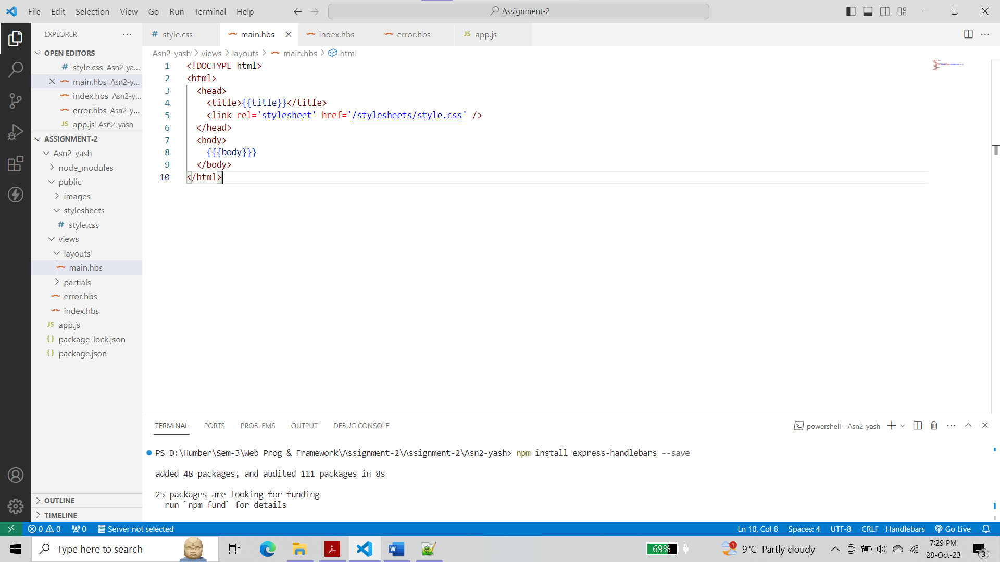 File Edit Selection View Go Run Terminal Help
Assignment-2
EXPLORER
OPEN EDITORS
style.css Asn2-ya...
main.hbs Asn2-y...
index.hbs Asn2-y...
error.hbs Asn2-y...
app.js Asn2-yash
ASSIGNMENT-2
Asn2-yash
node_modules
public
images
stylesheets
style.css
views
layouts
main.hbs
partials
error.hbs
index.hbs
app.js
package-lock.json
package.json
OUTLINE
TIMELINE
style.css main.hbs index.hbs error.hbs JS app.js
Asn2-yash > views > layouts > main.hbs > html
1 <!DOCTYPE html>
2 <html>
3 <head>
4 <title>{{title}}</title>
5 <link rel='stylesheet' href='/stylesheets/style.css' />
6 </head>
7 <body>
8 {{{body}}}
9 </body>
10 </html>
TERMINAL PORTS PROBLEMS OUTPUT DEBUG CONSOLE
powershell - Asn2-yash
PS D:\Humber\Sem-3\Web Prog & Framework\Assignment-2\Assignment-2\Asn2-yash> npm install express-handlebars --save
added 48 packages, and audited 111 packages in 8s
25 packages are looking for funding
run `npm fund` for details
0 0 0 Server not selected
Ln 10, Col 8 Spaces: 4 UTF-8 CRLF Handlebars Go Live
Type here to search
69%
1
9°C Partly cloudy
7:29 PM
28-Oct-23
3